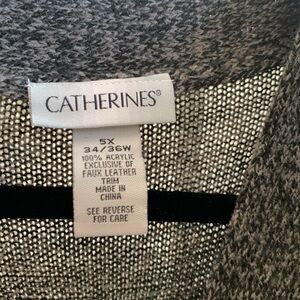 CATHERINES®
5X
34/36W
100% ACRYLIC
EXCLUSIVE OF
FAUX LEATHER
TRIM
MADE IN
CHINA
SEE REVERSE
FOR CARE